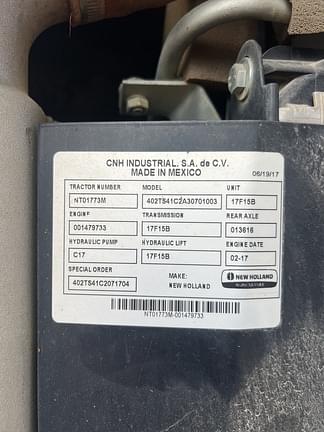 CNH INDUSTRIAL. S.A. de C.V.
MADE IN MEXICO
06/19/17
TRACTOR NUMBER MODEL UNIT
NT01773M 402TS41C2A30701003 17F15B
ENGINE TRANSMISSION REAR AXLE
001479733 17F15B 013616
HYDRAULIC PUMP HYDRAULIC LIFT ENGINE DATE
C17 17F15B 02-17
SPECIAL ORDER
402TS41C2071704
MAKE:
NEW HOLLAND
NEW HOLLAND
AGRICULTURE
NT01773M-001479733